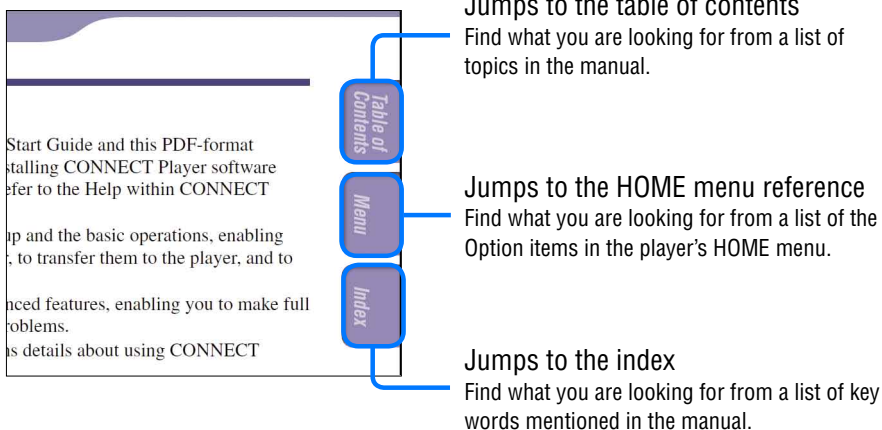 Jumps to the table of contents
Find what you are looking for from a list of
topics in the manual.
Table of
Contents
Start Guide and this PDF-format
stalling CONNECT Player software
efer to the Help within CONNECT
Menu
Jumps to the HOME menu reference
Find what you are looking for from a list of the
Option items in the player's HOME menu.
up and the basic operations, enabling
r, to transfer them to the player, and to
Index
nced features, enabling you to make full
roblems.
ns details about using CONNECT
Jumps to the index
Find what you are looking for from a list of key
words mentioned in the manual.